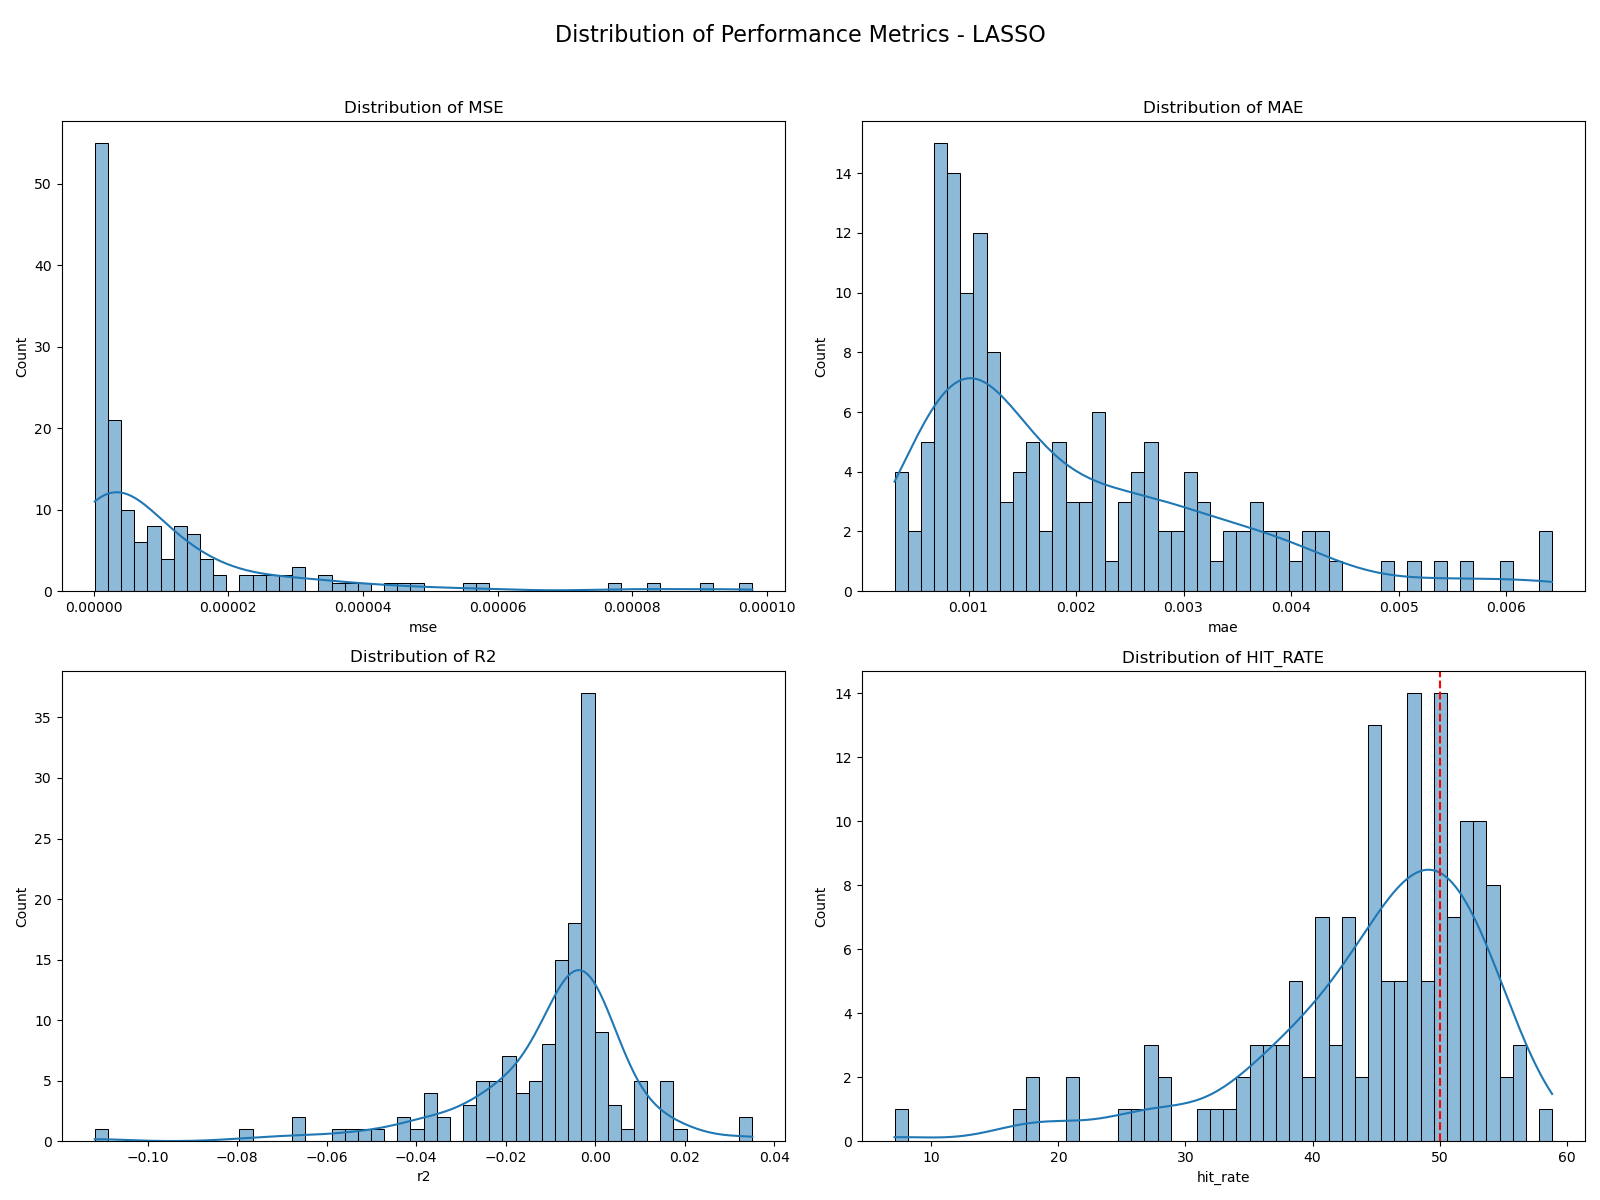 Distribution of Performance Metrics - LASSO
Distribution of MSE
Count
50
40
30
20
10
0
0.00000 0.00002 0.00004 0.00006 0.00008 0.00010
mse
Distribution of MAE
Count
14
12
10
8
6
4
2
0
0.001 0.002 0.003 0.004 0.005 0.006
mae
Distribution of R2
Count
35
30
25
20
15
10
5
0
−0.10 −0.08 −0.06 −0.04 −0.02 0.00 0.02 0.04
r2
Distribution of HIT_RATE
Count
14
12
10
8
6
4
2
0
10 20 30 40 50 60
hit_rate